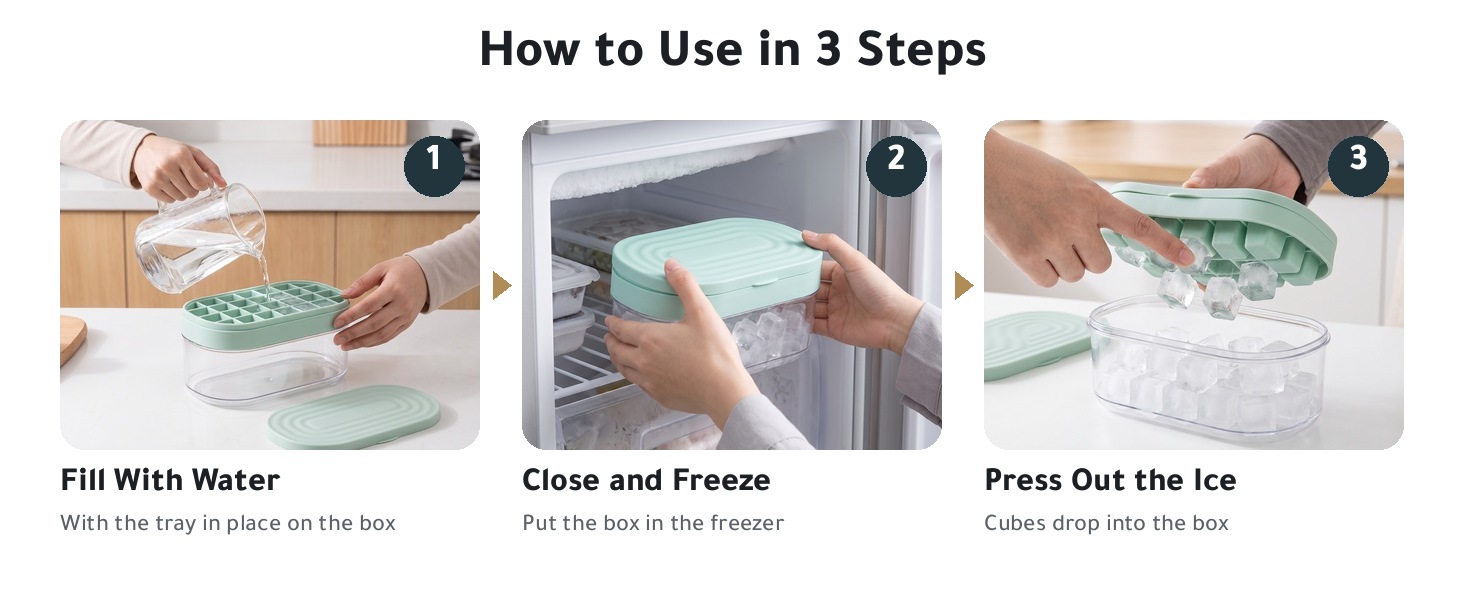 How to Use in 3 Steps
1
2
3
Fill With Water
With the tray in place on the box
Close and Freeze
Put the box in the freezer
Press Out the Ice
Cubes drop into the box